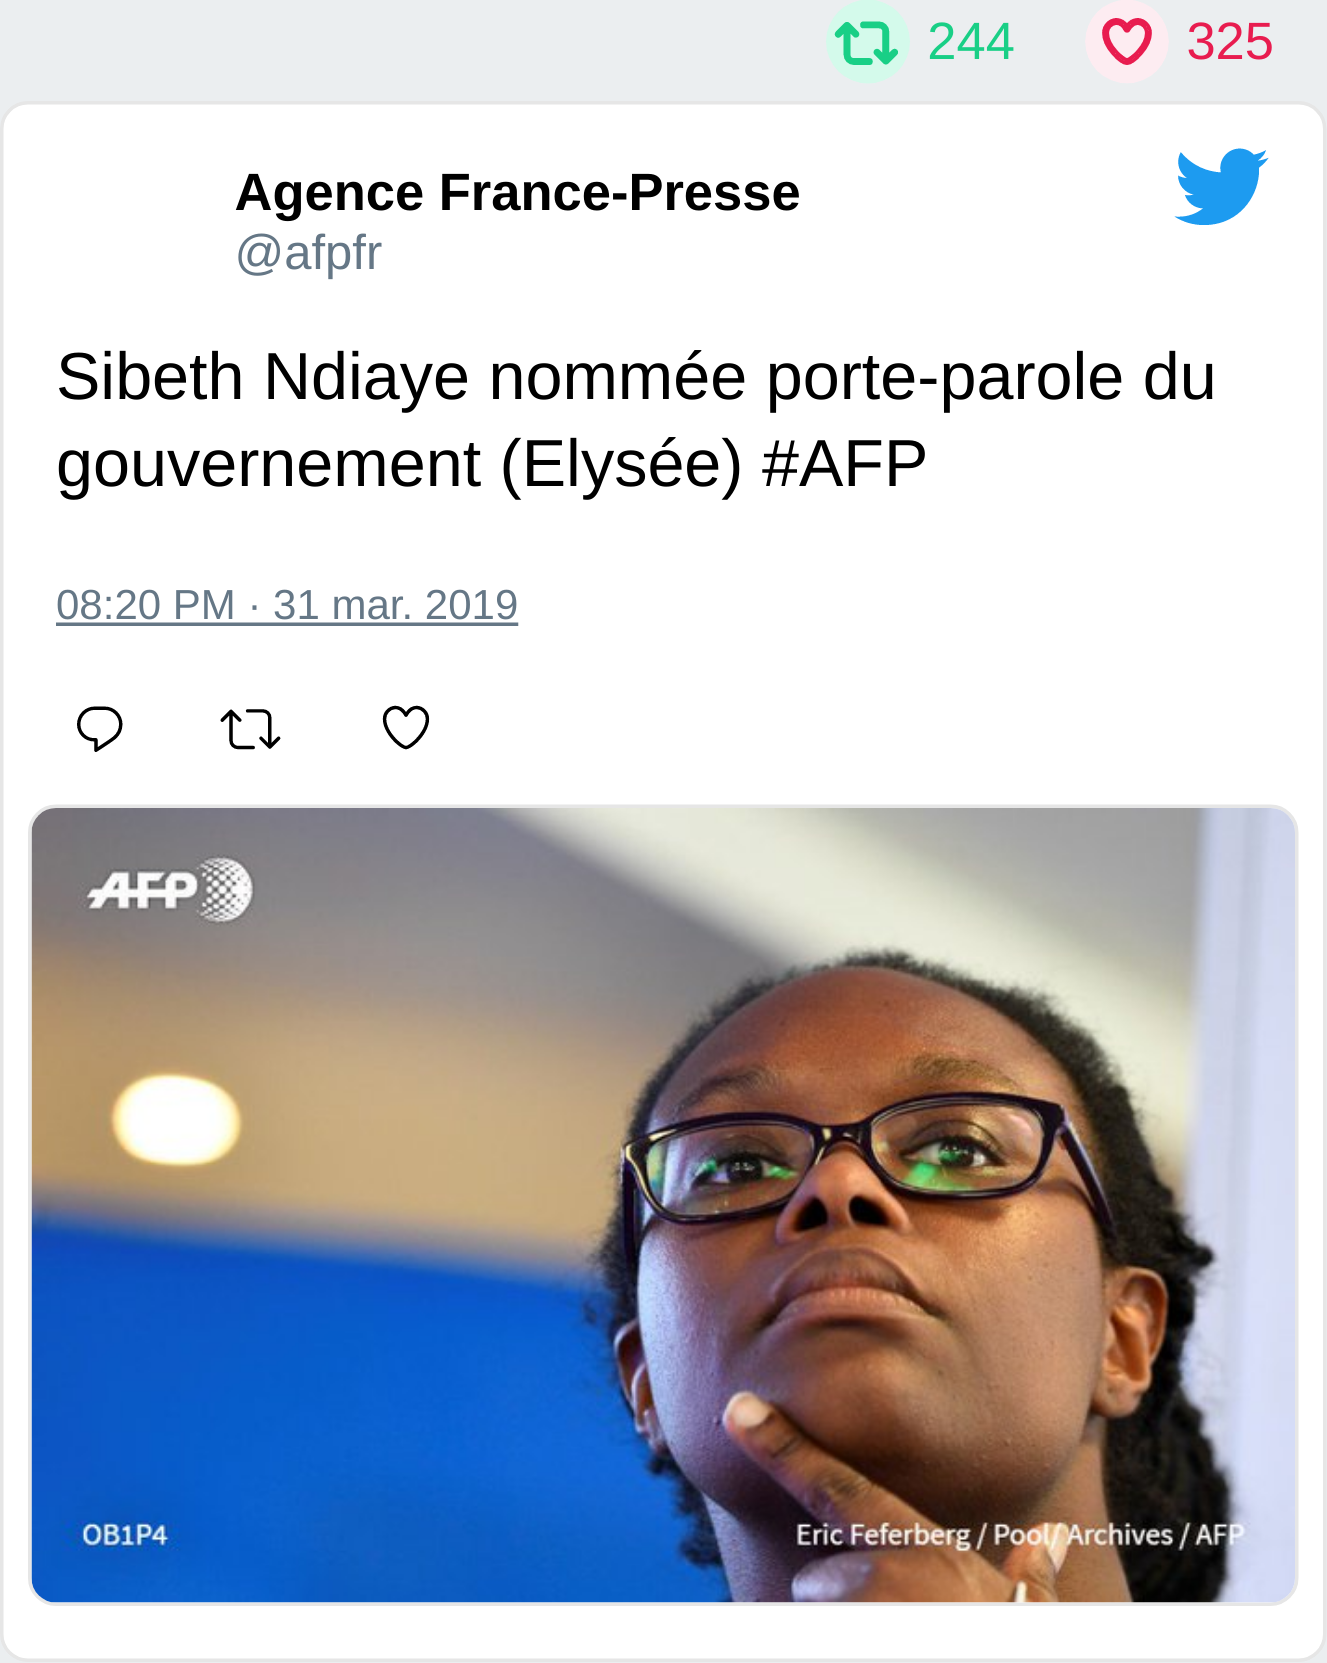 244 325
Agence France-Presse
@afpfr
Sibeth Ndiaye nommée porte-parole du
gouvernement (Elysée) #AFP
08:20 PM · 31 mar. 2019
AFP
OB1P4
Eric Feferberg / Pool/ Archives / AFP